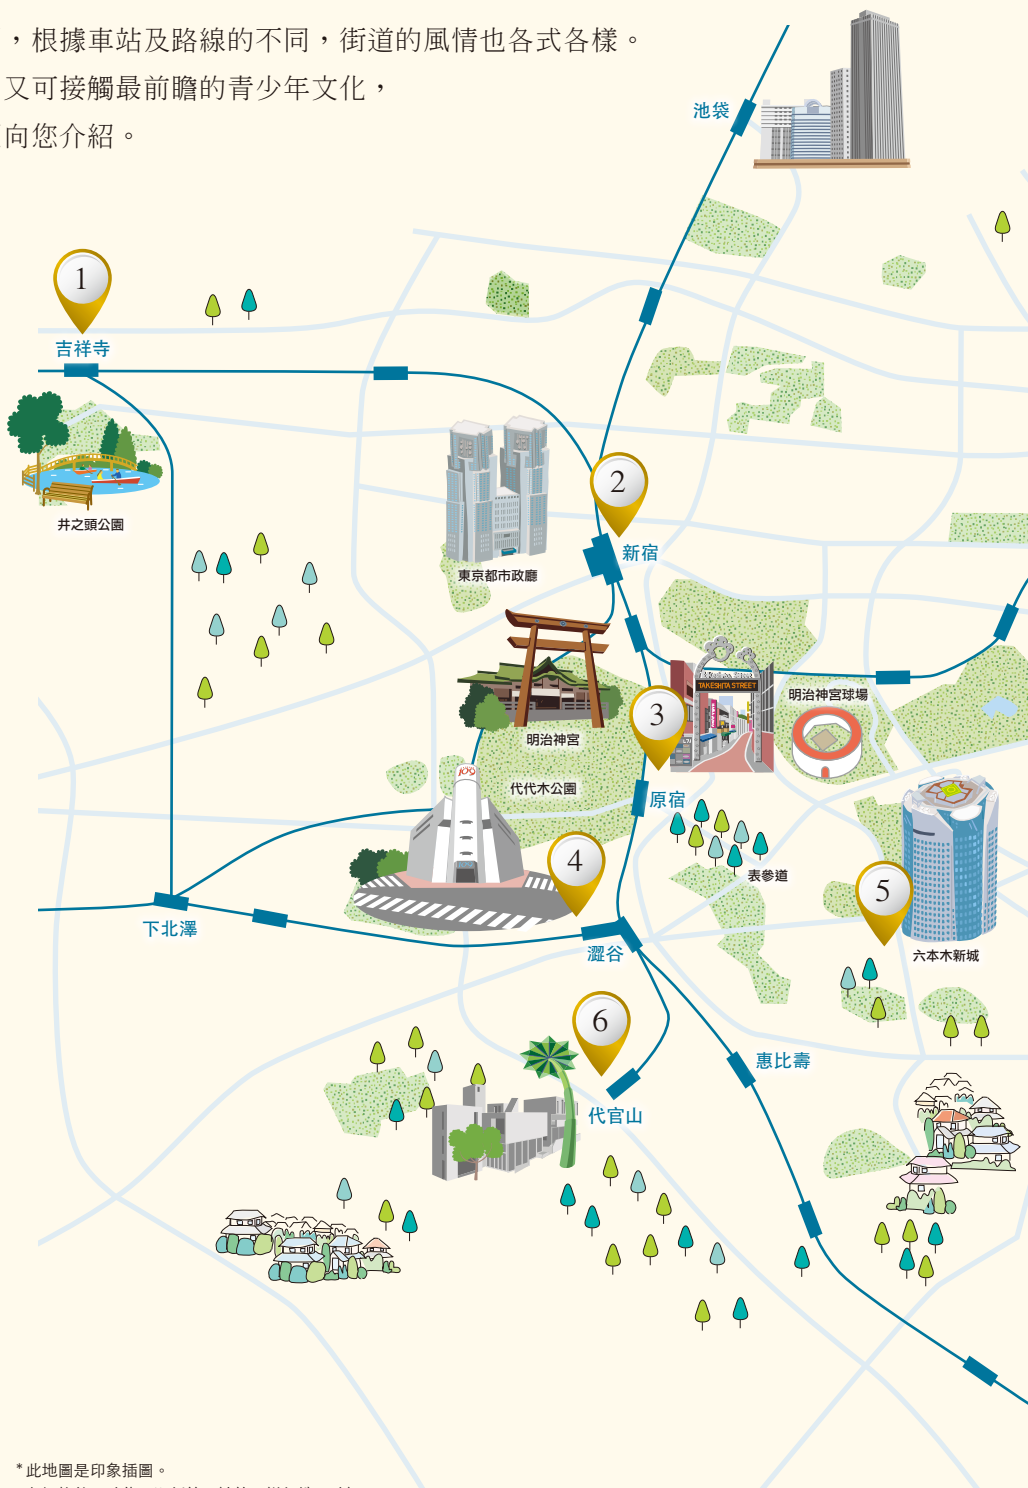 ，根據車站及路線的不同，街道的風情也各式各樣。
又可接觸最前瞻的青少年文化，
向您介紹。
池袋
1
吉祥寺
井之頭公園
2
新宿
東京都市政廳
明治神宮
3
TAKESHITA STREET
明治神宮球場
109
代代木公園
原宿
表參道
4
5
六本木新城
下北澤
澀谷
6
惠比壽
代官山
*此地圖是印象插圖。